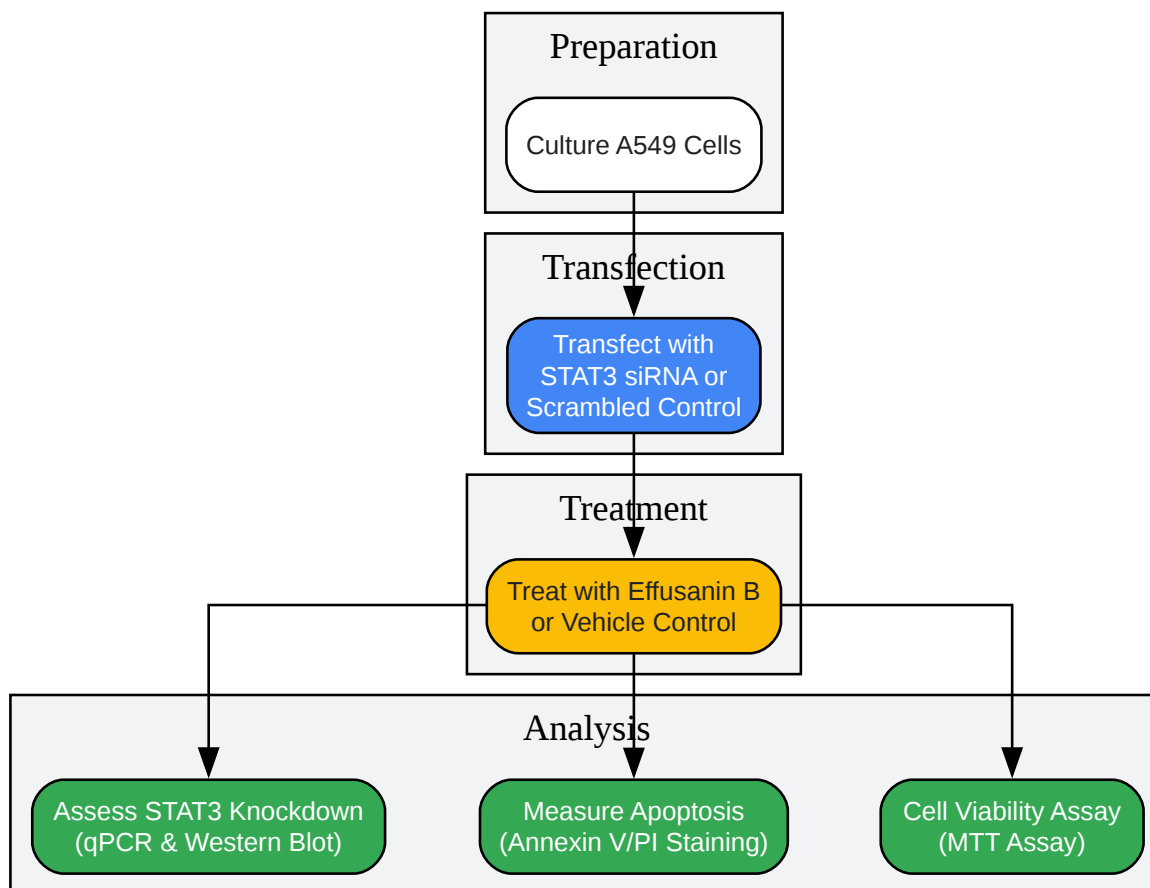 Preparation
Culture A549 Cells
Transfection
Transfect with
STAT3 siRNA or
Scrambled Control
Treatment
Treat with Effusanin B
or Vehicle Control
Analysis
Assess STAT3 Knockdown
(qPCR & Western Blot)
Measure Apoptosis
(Annexin V/PI Staining)
Cell Viability Assay
(MTT Assay)